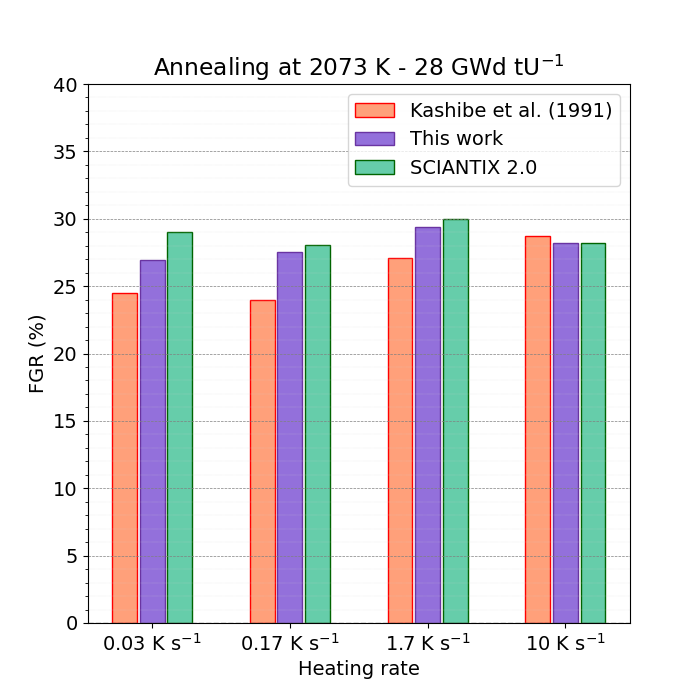 Annealing at 2073 K - 28 GWd tU⁻¹
40
35
30
25
20
15
10
5
0
FGR (%)
Kashibe et al. (1991)
This work
SCIANTIX 2.0
0.03 K s⁻¹ 0.17 K s⁻¹ 1.7 K s⁻¹ 10 K s⁻¹
Heating rate